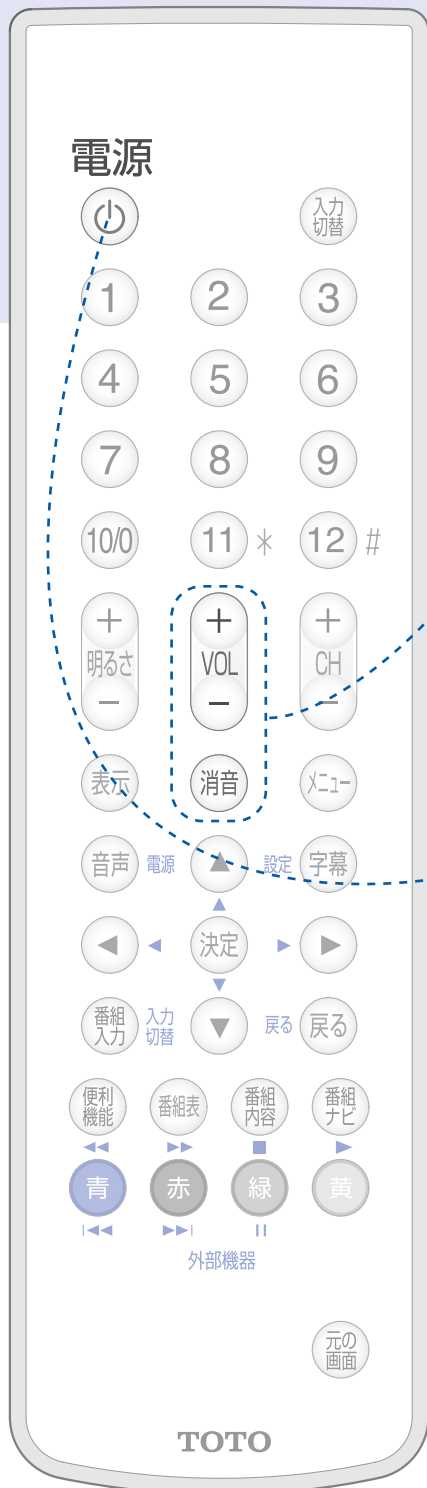 電源
入力
切替
1 2 3
4 5 6
7 8 9
10/0 11 * 12 #
+ + +
明るさ VOL CH
− − −
表示 消音 メニュー
音声 電源 ▲ 設定 字幕
▲
◀ ◀ 決定 ▶ ▶
▼
番組
入力
入力
切替
▼ 戻る 戻る
便利
機能
番組表
番組
内容
番組
ナビ
◀◀ ▶▶ ■ ▶
青 赤 緑 黄
I◀◀ ▶▶I II
外部機器
元の
画面
TOTO